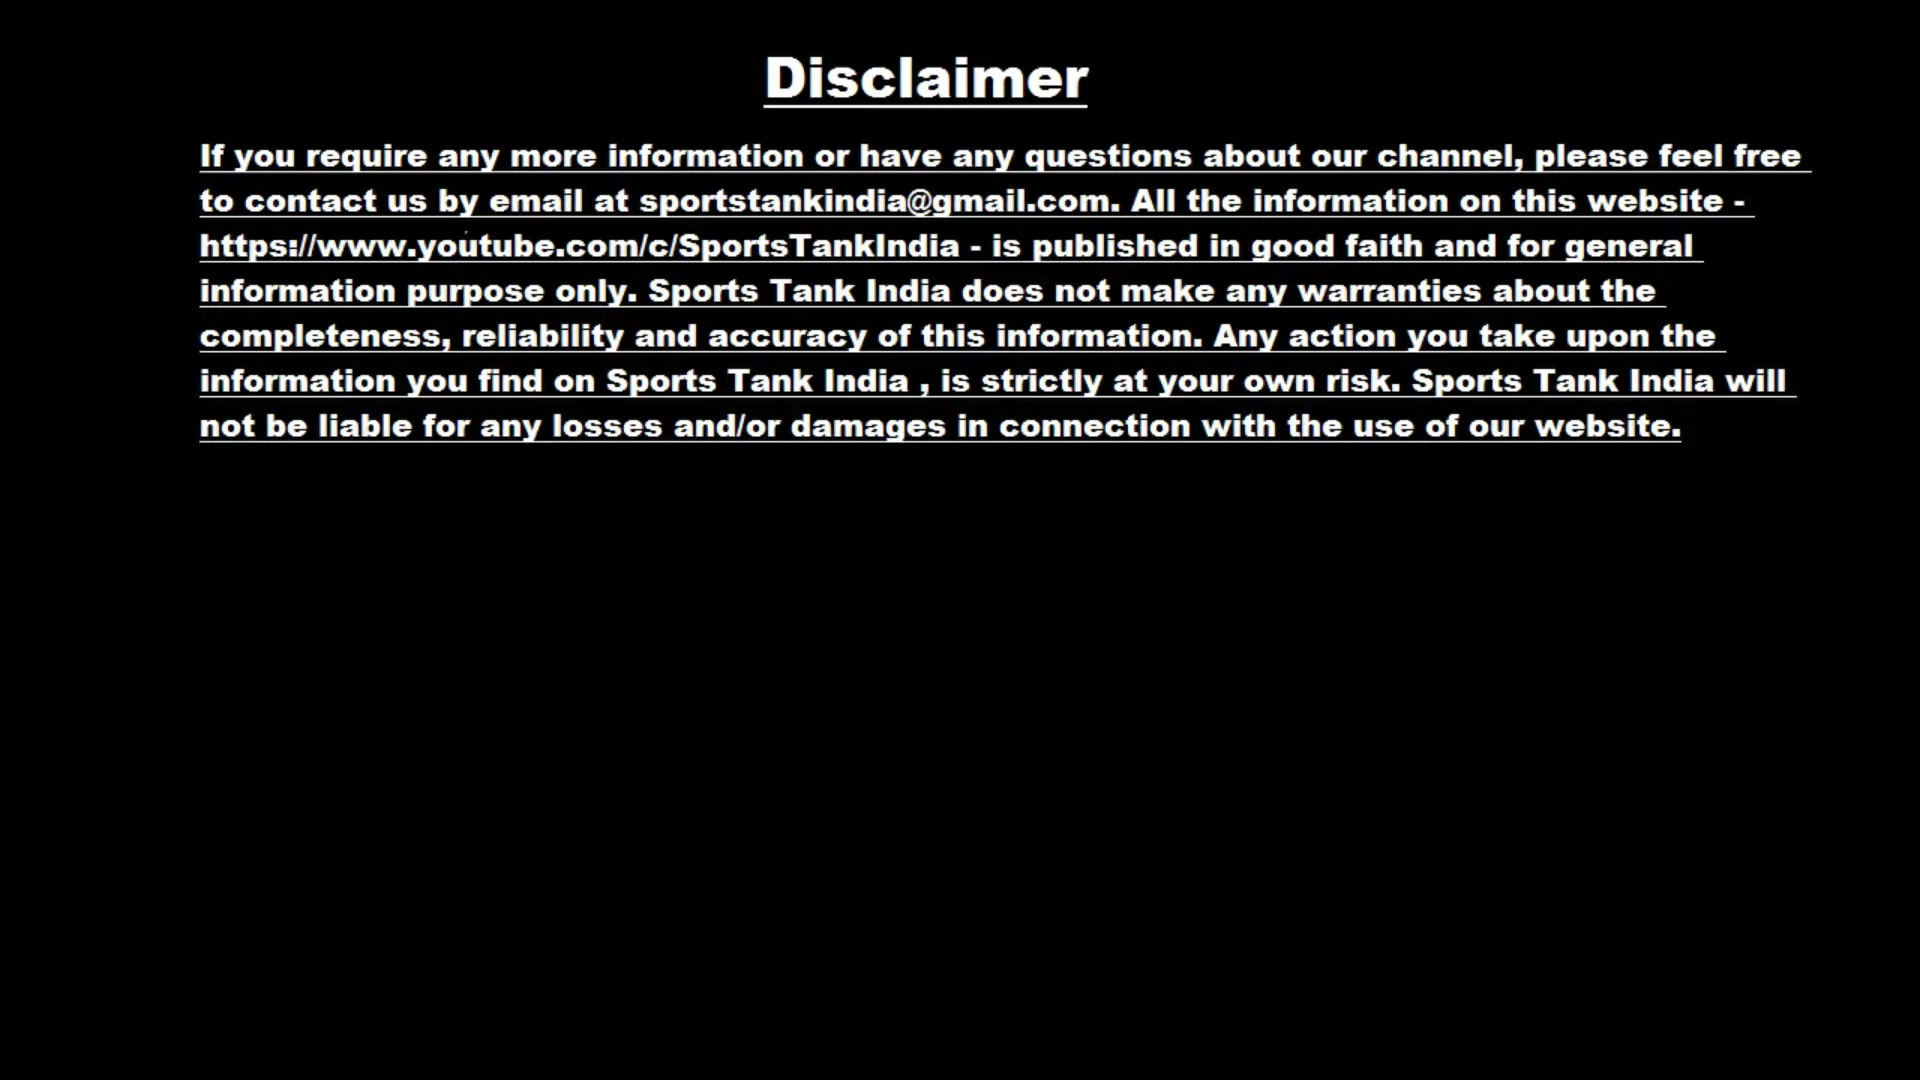 Disclaimer
If you require any more information or have any questions about our channel, please feel free
to contact us by email at sportstankindia@gmail.com. All the information on this website -
https://www.youtube.com/c/SportsTankIndia - is published in good faith and for general
information purpose only. Sports Tank India does not make any warranties about the
completeness, reliability and accuracy of this information. Any action you take upon the
information you find on Sports Tank India , is strictly at your own risk. Sports Tank India will
not be liable for any losses and/or damages in connection with the use of our website.